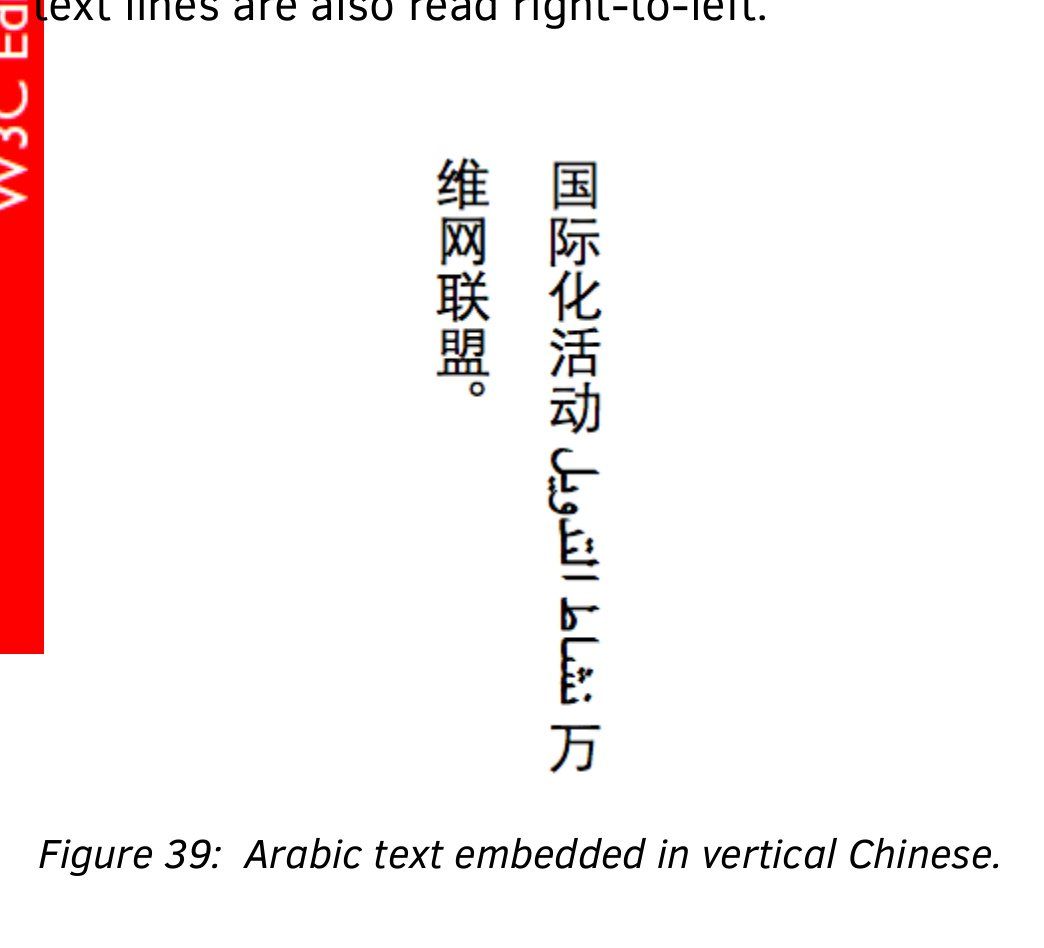 text lines are also read right-to-left.
W3C Ed
国际化活动 نشاط التدويل 万
维网联盟。
Figure 39: Arabic text embedded in vertical Chinese.